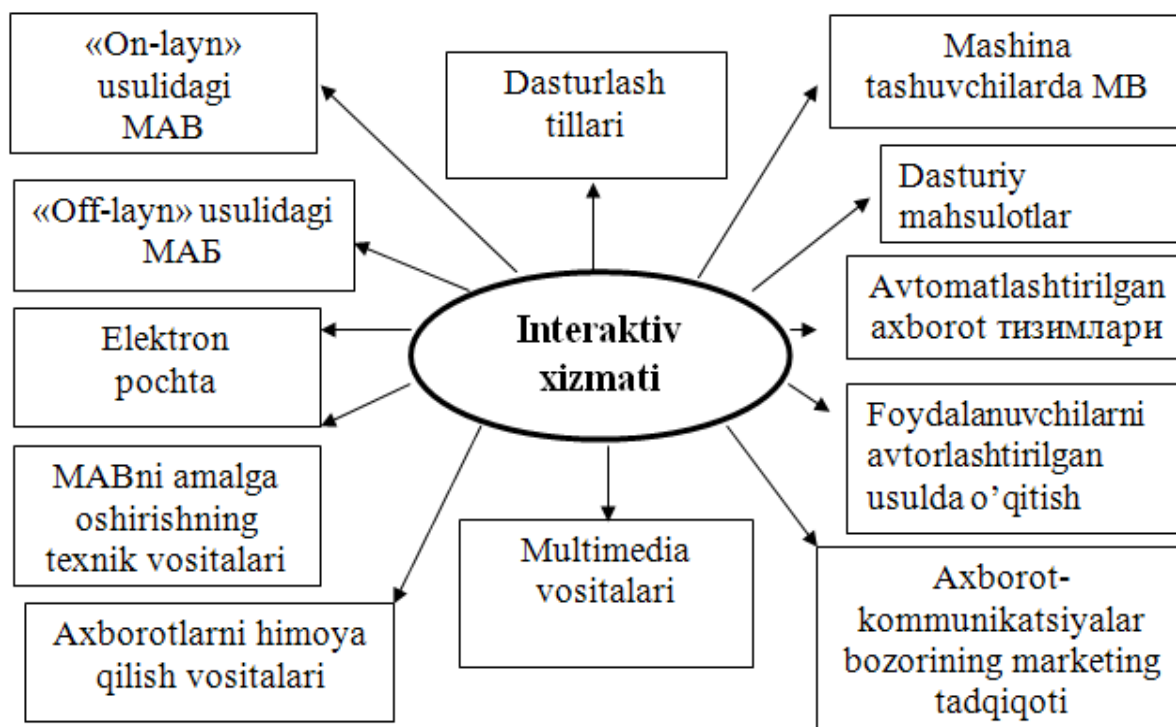 «On-layn»
usulidagi
MAB
Dasturlash
tillari
Mashina
tashuvchilarda MB
«Off-layn» usulidagi
МАБ
Dasturiy
mahsulotlar
Elektron
pochta
Interaktiv
xizmati
Avtomatlashtirilgan
axborot тизимлари
MABni amalga
oshirishning
texnik vositalari
Foydalanuvchilarni
avtorlashtirilgan
usulda o’qitish
Axborotlarni himoya
qilish vositalari
Multimedia
vositalari
Axborot-
kommunikatsiyalar
bozorining marketing
tadqiqoti